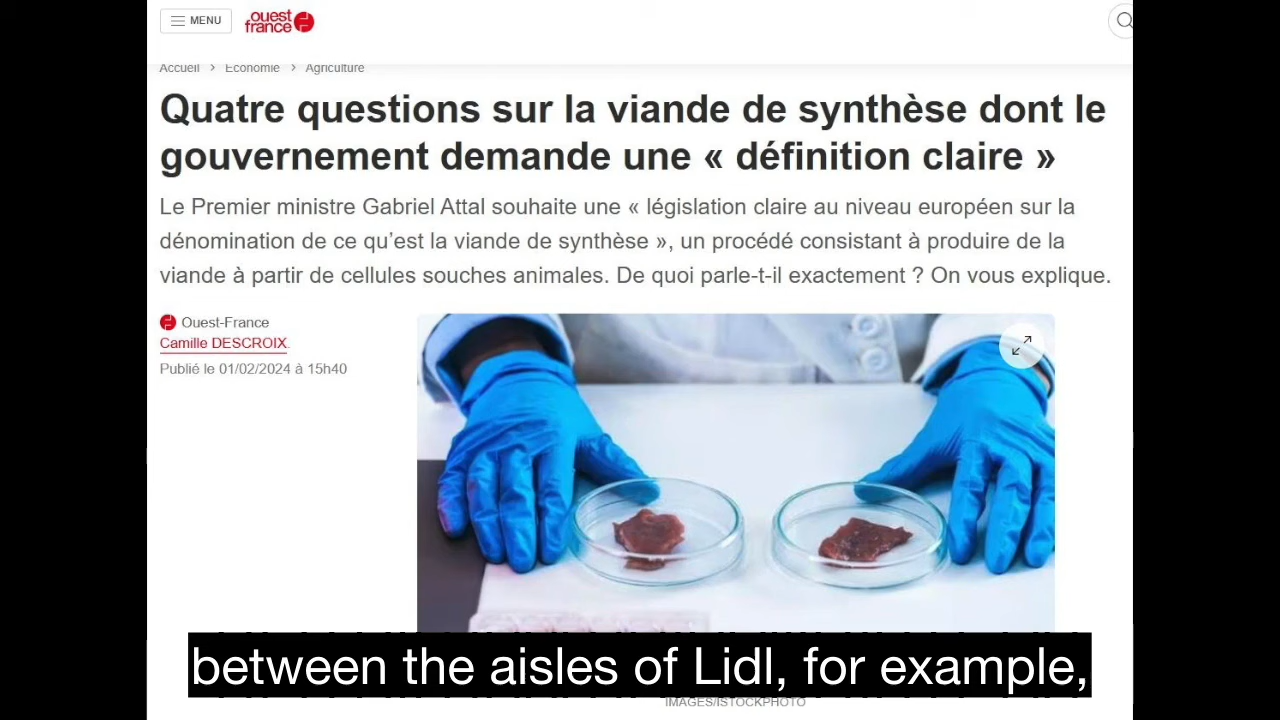 MENU
ouest
france
Accueil > Economie > Agriculture
Quatre questions sur la viande de synthèse dont le
gouvernement demande une « définition claire »
Le Premier ministre Gabriel Attal souhaite une « législation claire au niveau européen sur la
dénomination de ce qu’est la viande de synthèse », un procédé consistant à produire de la
viande à partir de cellules souches animales. De quoi parle-t-il exactement ? On vous explique.
Ouest-France
Camille DESCROIX.
Publié le 01/02/2024 à 15h40
between the aisles of Lidl, for example,
IMAGES/ISTOCKPHOTO